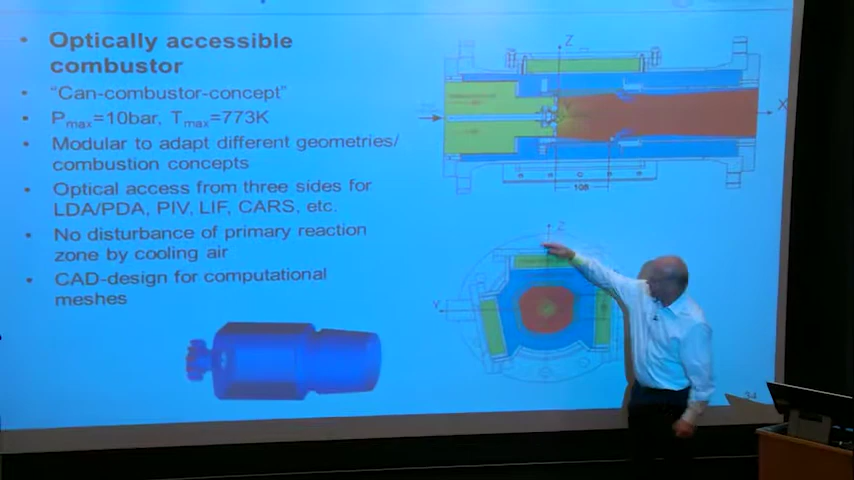 Optically accessible
combustor
“Can-combustor-concept”
Pmax=10bar, Tmax=773K
Modular to adapt different geometries/
combustion concepts
Optical access from three sides for
LDA/PDA, PIV, LIF, CARS, etc.
No disturbance of primary reaction
zone by cooling air
CAD-design for computational
meshes
Z
X
108
Z
Y
34